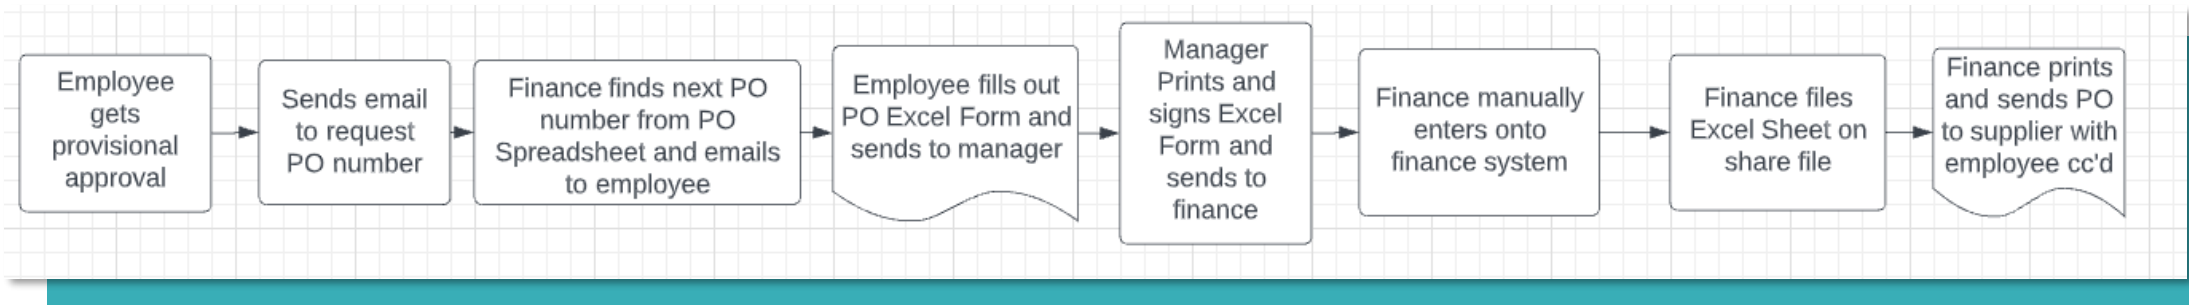 Employee
gets
provisional
approval
Sends email
to request
PO number
Finance finds next PO
number from PO
Spreadsheet and emails
to employee
Employee fills out
PO Excel Form and
sends to manager
Manager
Prints and
signs Excel
Form and
sends to
finance
Finance manually
enters onto
finance system
Finance files
Excel Sheet on
share file
Finance prints
and sends PO
to supplier with
employee cc'd